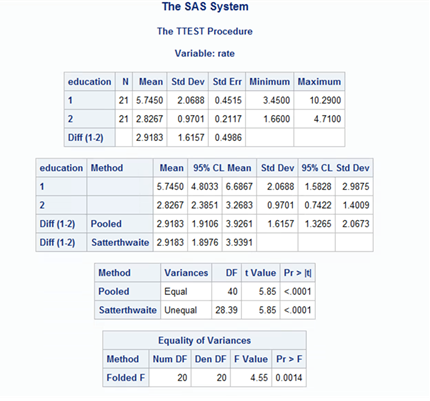 The SAS System
The TTEST Procedure
Variable: rate
education N Mean Std Dev Std Err Minimum Maximum
1 21 5.7450 2.0688 0.4515 3.4500 10.2900
2 21 2.8267 0.9701 0.2117 1.6600 4.7100
Diff (1-2) 2.9183 1.6157 0.4986
education Method Mean 95% CL Mean Std Dev 95% CL Std Dev
1 5.7450 4.8033 6.6867 2.0688 1.5828 2.9875
2 2.8267 2.3851 3.2683 0.9701 0.7422 1.4009
Diff (1-2) Pooled 2.9183 1.9106 3.9261 1.6157 1.3265 2.0673
Diff (1-2) Satterthwaite 2.9183 1.8976 3.9391
Method Variances DF t Value Pr > |t|
Pooled Equal 40 5.85 <.0001
Satterthwaite Unequal 28.39 5.85 <.0001
Equality of Variances
Method Num DF Den DF F Value Pr > F
Folded F 20 20 4.55 0.0014